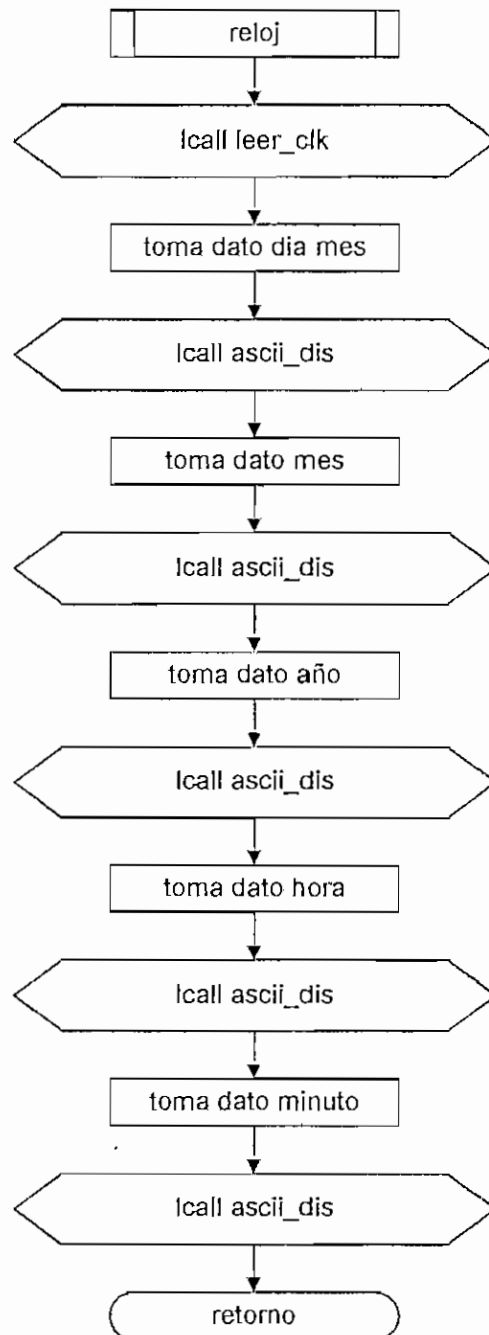 reloj
lcall leer_clk
toma dato dia mes
lcall ascii_dis
toma dato mes
lcall ascii_dis
toma dato año
lcall ascii_dis
toma dato hora
lcall ascii_dis
toma dato minuto
lcall ascii_dis
retorno